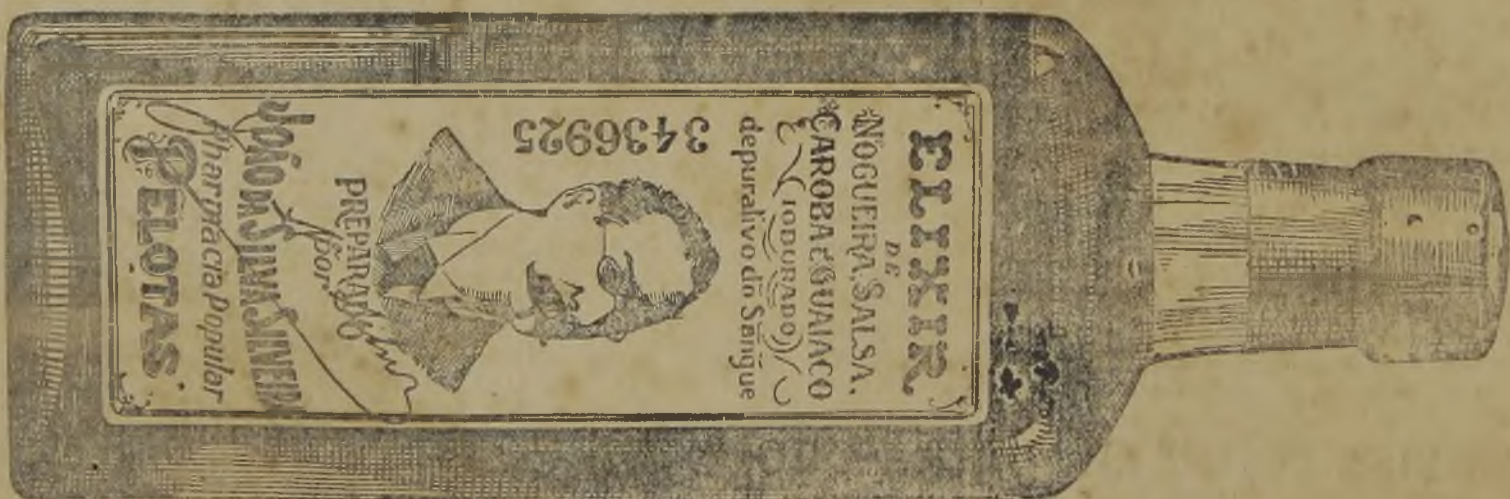 ELIXIR
DE
NOGUEIRA, SALSA,
CAROBA E GUAIACO
(IODURADO)
depurativo do Sangue
3436925
PREPARADO
por
JOÃO DA SILVA SILVEIRA
Pharmacia Popular
PELOTAS